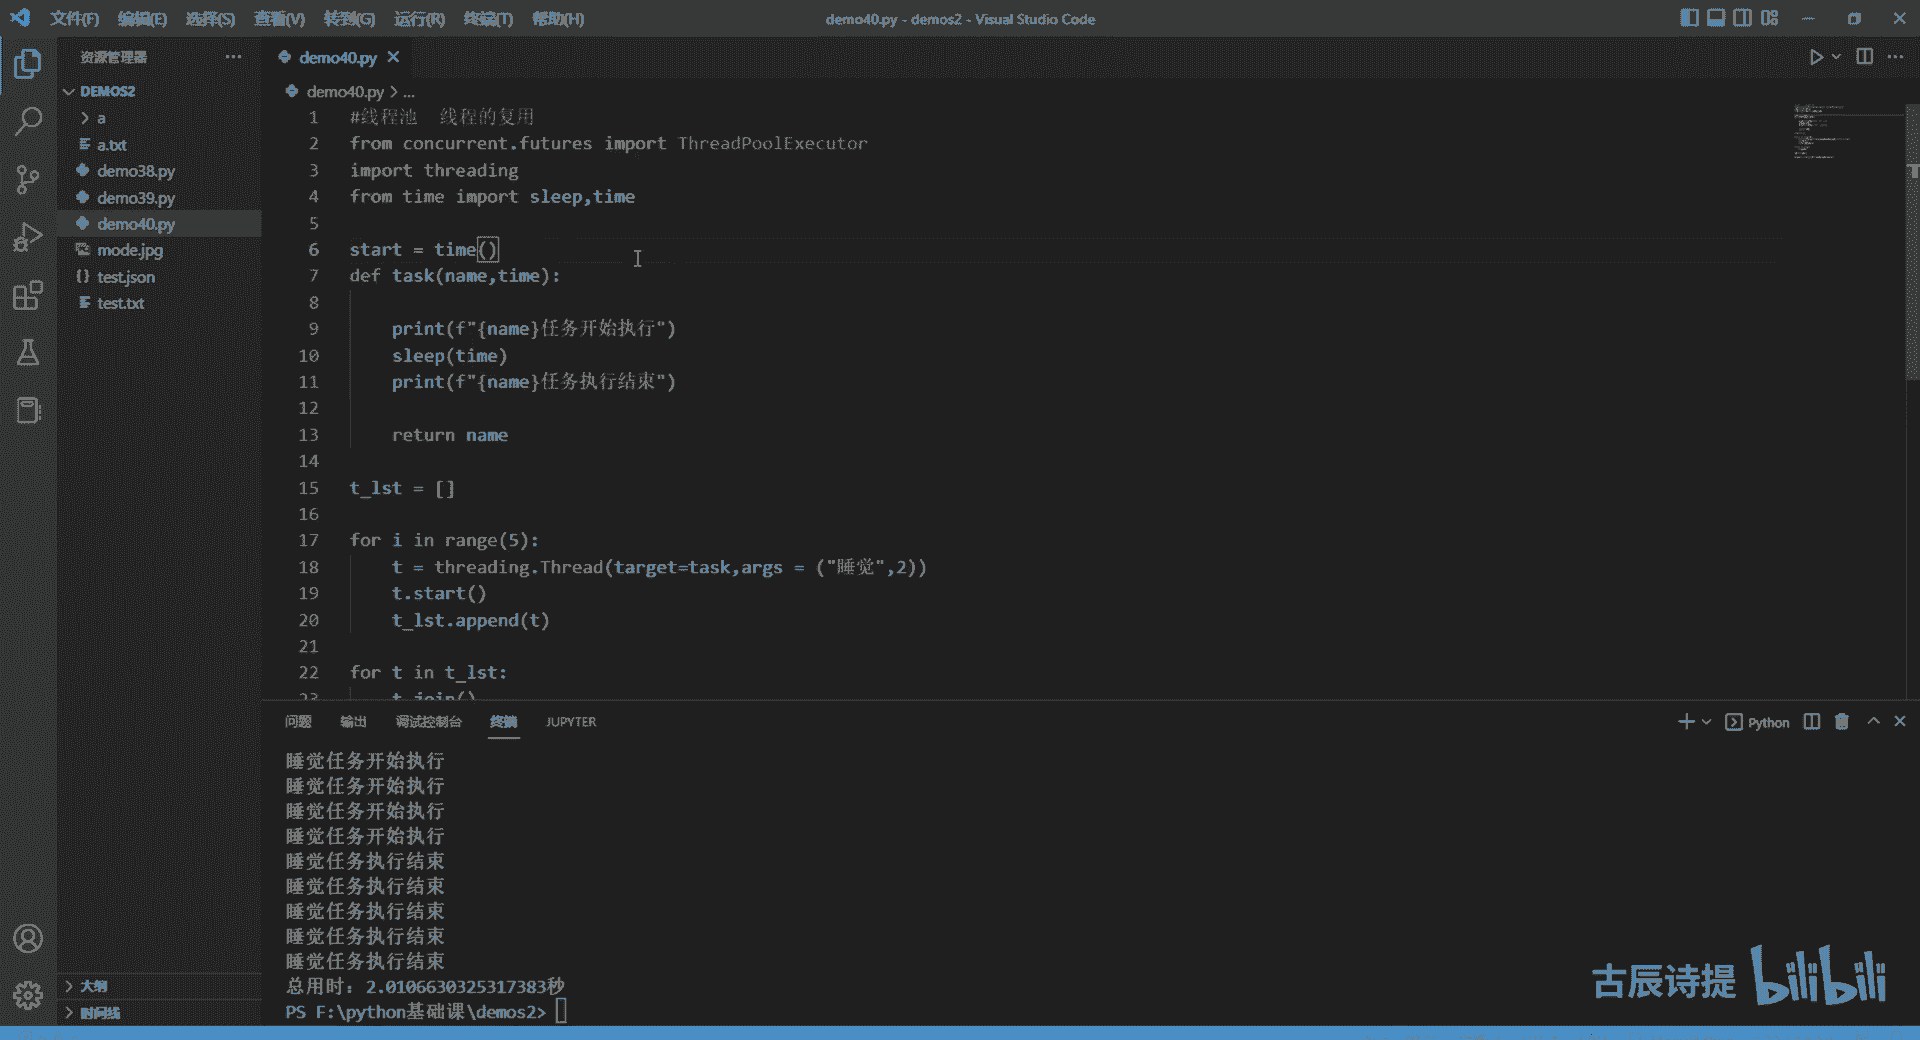 文件(F) 编辑(E) 选择(S) 查看(V) 转到(G) 运行(R) 终端(T) 帮助(H) demo40.py - demos2 - Visual Studio Code
资源管理器
DEMOS2
a
a.txt
demo38.py
demo39.py
demo40.py
mode.jpg
test.json
test.txt
大纲
时间线
demo40.py
demo40.py > ...
1 #线程池 线程的复用
2 from concurrent.futures import ThreadPoolExecutor
3 import threading
4 from time import sleep,time
5
6 start = time()
7 def task(name,time):
8
9 print(f"{name}任务开始执行")
10 sleep(time)
11 print(f"{name}任务执行结束")
12
13 return name
14
15 t_lst = []
16
17 for i in range(5):
18 t = threading.Thread(target=task,args = ("睡觉",2))
19 t.start()
20 t_lst.append(t)
21
22 for t in t_lst:
23 t.join()
问题 输出 调试控制台 终端 JUPYTER
Python
睡觉任务开始执行
睡觉任务开始执行
睡觉任务开始执行
睡觉任务开始执行
睡觉任务执行结束
睡觉任务执行结束
睡觉任务执行结束
睡觉任务执行结束
睡觉任务执行结束
总用时: 2.0106630325317383秒
PS F:\python基础课\demos2>
古辰诗提 bilibili